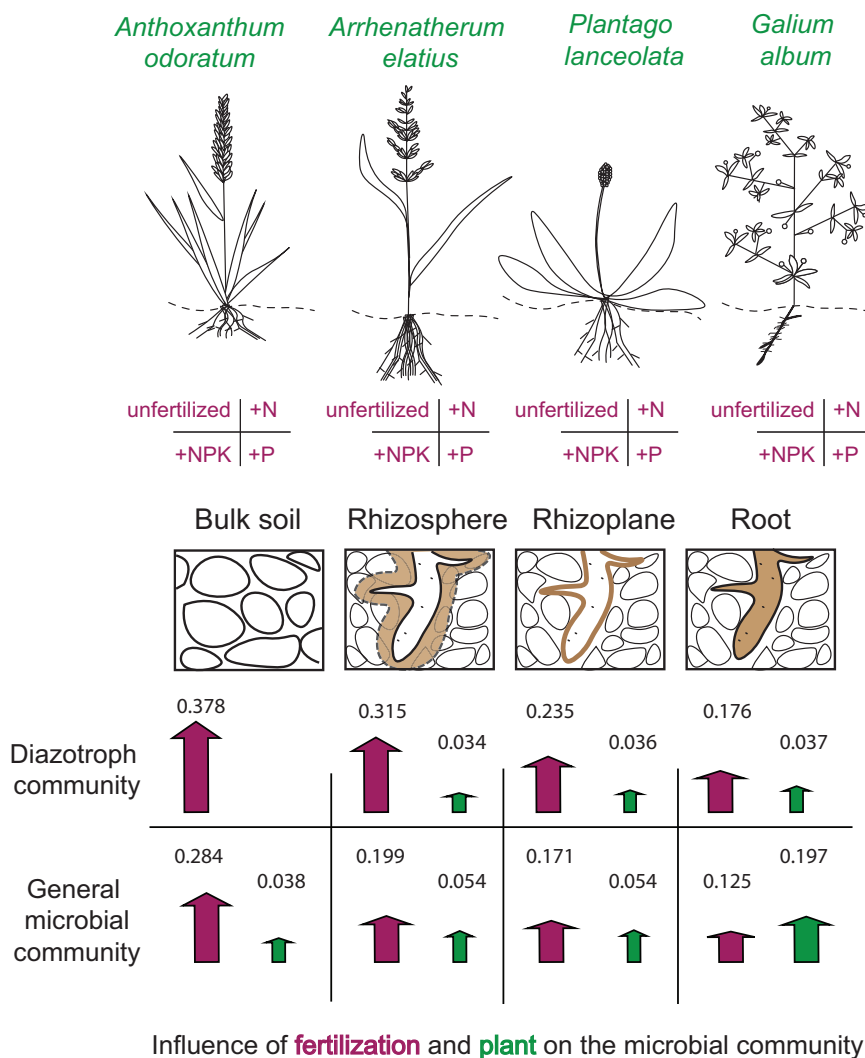 Anthoxanthum
odoratum
Arrhenatherum
elatius
Plantago
lanceolata
Galium
album
unfertilized +N
+NPK +P
unfertilized +N
+NPK +P
unfertilized +N
+NPK +P
unfertilized +N
+NPK +P
Bulk soil Rhizosphere Rhizoplane Root
Diazotroph
community
0.378
0.315
0.034
0.235
0.036
0.176
0.037
General
microbial
community
0.284
0.038
0.199
0.054
0.171
0.054
0.125
0.197
Influence of fertilization and plant on the microbial community